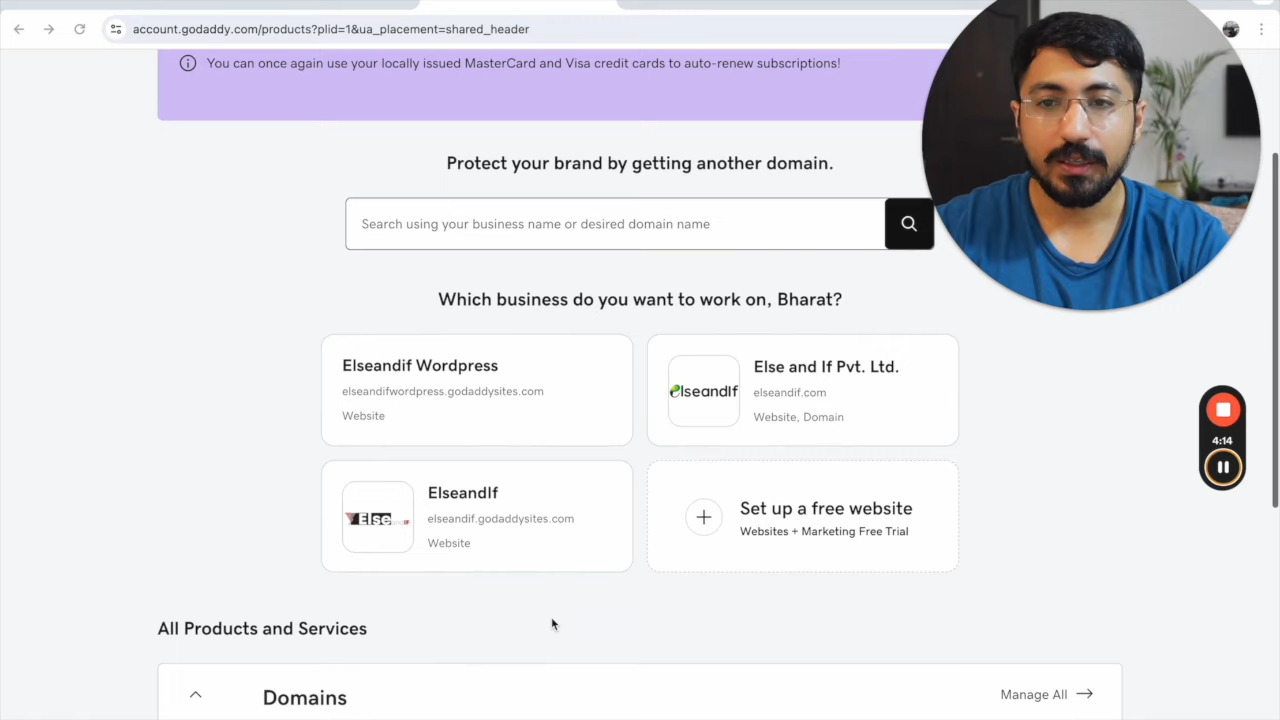 account.godaddy.com/products?plid=1&ua_placement=shared_header
You can once again use your locally issued MasterCard and Visa credit cards to auto-renew subscriptions!
Protect your brand by getting another domain.
Search using your business name or desired domain name
Which business do you want to work on, Bharat?
Elseandif Wordpress
elseandifwordpress.godaddysites.com
Website
elseandIf
Else and If Pvt. Ltd.
elseandif.com
Website, Domain
Else
ElseandIf
elseandif.godaddysites.com
Website
Set up a free website
Websites + Marketing Free Trial
4:14
All Products and Services
Domains
Manage All